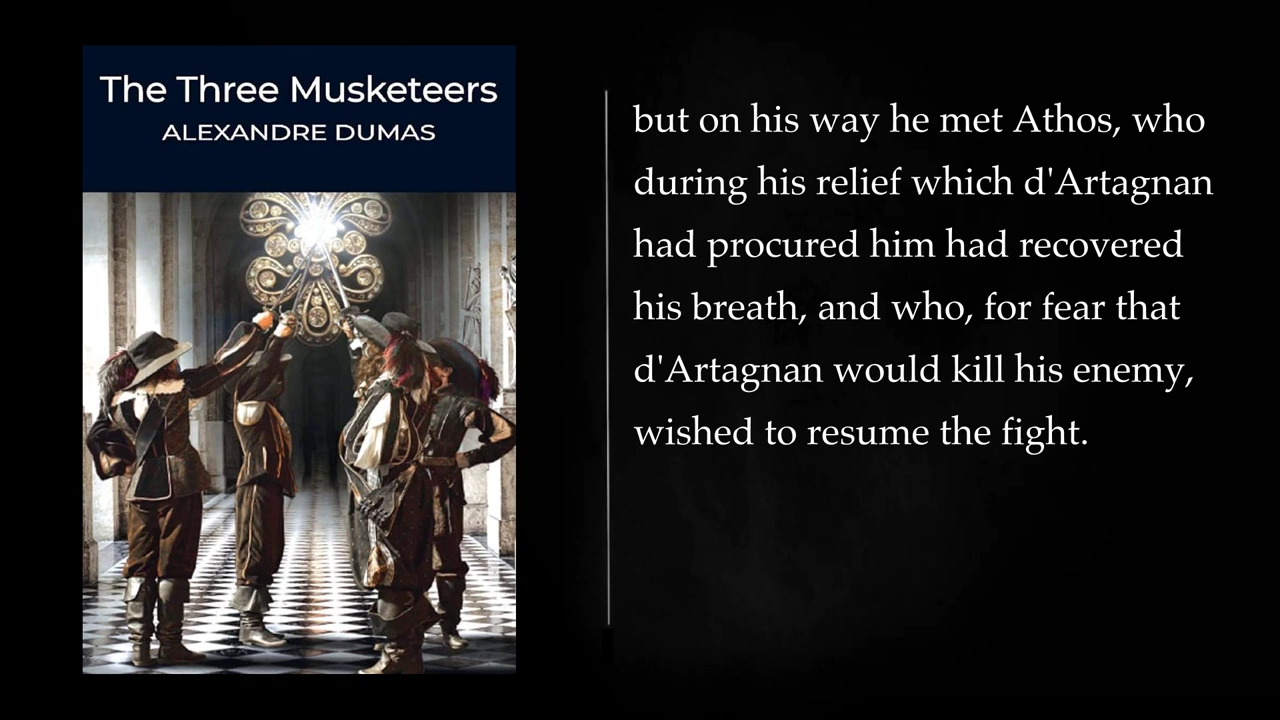 The Three Musketeers
ALEXANDRE DUMAS
but on his way he met Athos, who
during his relief which d'Artagnan
had procured him had recovered
his breath, and who, for fear that
d'Artagnan would kill his enemy,
wished to resume the fight.